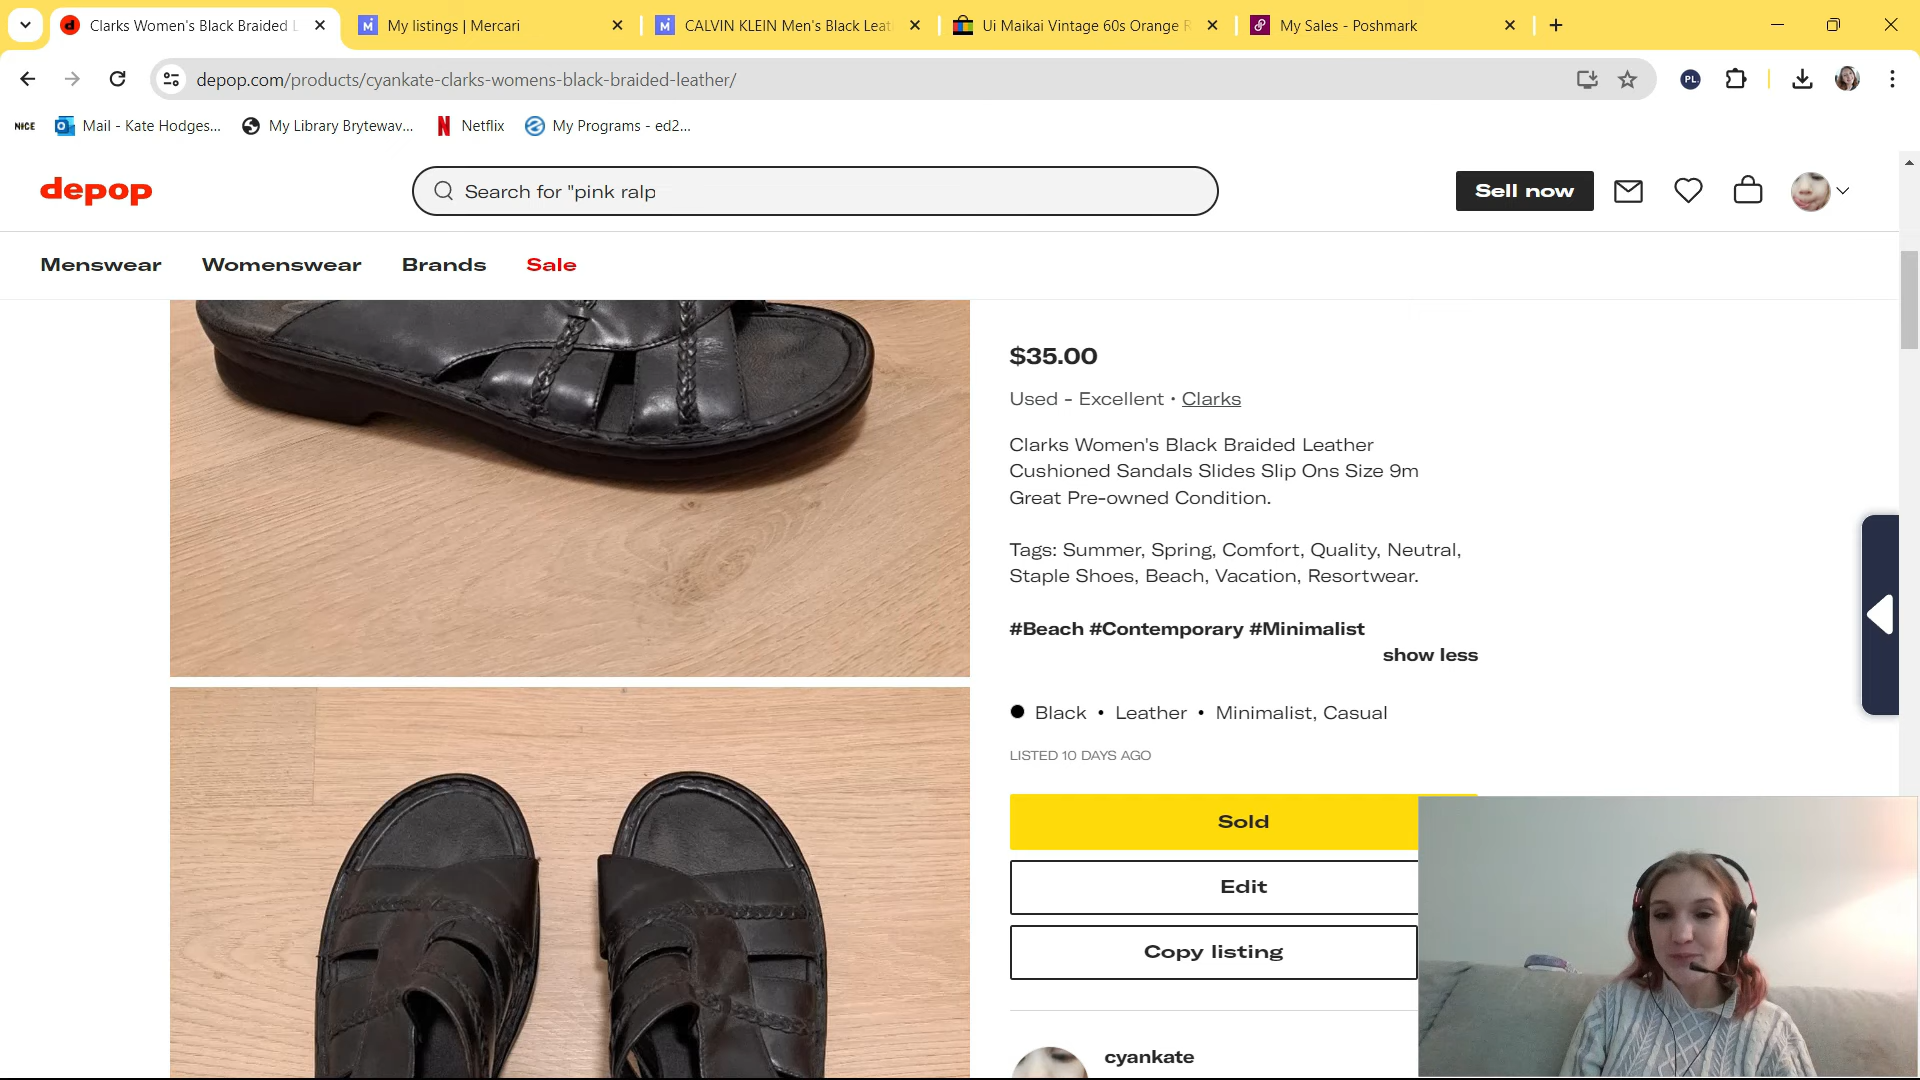 Clarks Women's Black Braided L
My listings | Mercari
CALVIN KLEIN Men's Black Leat
Ui Maikai Vintage 60s Orange R
My Sales - Poshmark
depop.com/products/cyankate-clarks-womens-black-braided-leather/
PL
NICE
Mail - Kate Hodges...
My Library Brytewav...
Netflix
My Programs - ed2...
depop
Search for "pink ralp
Sell now
Menswear
Womenswear
Brands
Sale
$35.00
Used - Excellent • Clarks
Clarks Women's Black Braided Leather
Cushioned Sandals Slides Slip Ons Size 9m
Great Pre-owned Condition.
Tags: Summer, Spring, Comfort, Quality, Neutral,
Staple Shoes, Beach, Vacation, Resortwear.
#Beach #Contemporary #Minimalist
show less
Black • Leather • Minimalist, Casual
LISTED 10 DAYS AGO
Sold
Edit
Copy listing
cyankate